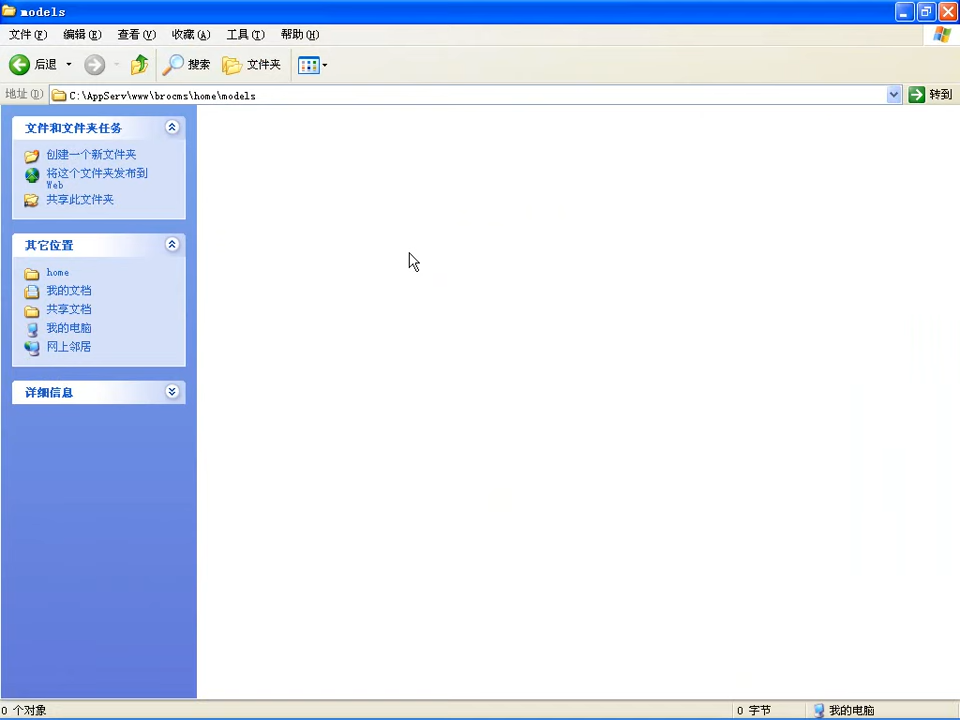 models
文件(F) 编辑(E) 查看(V) 收藏(A) 工具(T) 帮助(H)
后退 搜索 文件夹
地址(D) C:\AppServ\www\brocms\home\models 转到
文件和文件夹任务
创建一个新文件夹
将这个文件夹发布到
Web
共享此文件夹
其它位置
home
我的文档
共享文档
我的电脑
网上邻居
详细信息
0 个对象 0 字节 我的电脑